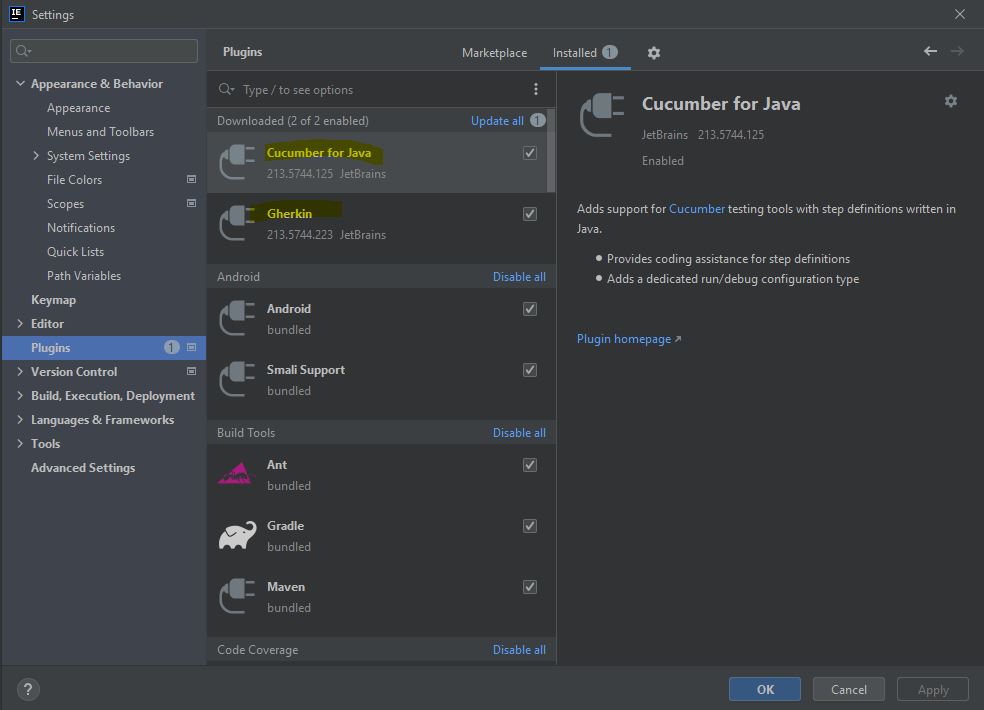 IE Settings
Plugins
Marketplace
Installed 1
Appearance & Behavior
Appearance
Menus and Textbars
System Settings
File Colors
Scopes
Notifications
Quick Lists
Path Variables
Keymap
Editor
Plugins 1
Version Control
Build, Execution, Deployment
Languages & Frameworks
Tools
Advanced Settings
Type / to see options
Downloaded (2 of 2 enabled) Update all 1
Cucumber for Java
213.5744.125 JetBrains
Gherkin
213.5744.223 JetBrains
Android Disable all
Android
bundled
Smali Support
bundled
Build Tools Disable all
Ant
bundled
Gradle
bundled
Maven
bundled
Code Coverage Disable all
Cucumber for Java
JetBrains 213.5744.125
Enabled
Adds support for Cucumber testing tools with step definitions written in
Java.
Provides coding assistance for step definitions
Adds a dedicated run/debug configuration type
Plugin homepage ↗
?
OK
Cancel
Apply